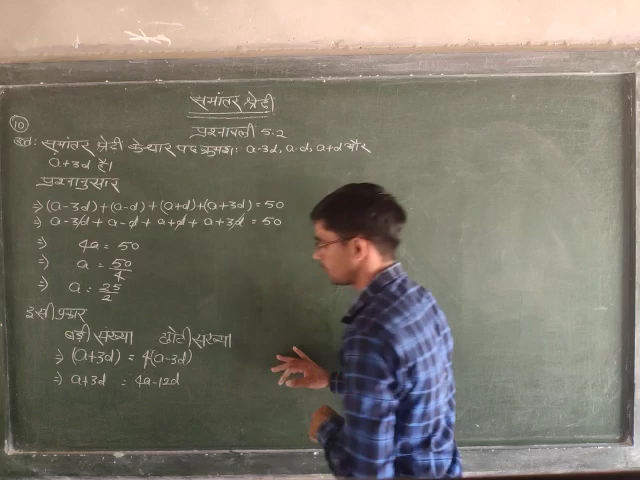 समांतर श्रेढ़ी
प्रश्नावली 5.2
(10)
हल: समांतर श्रेढ़ी के चार पद क्रमशः a-3d, a-d, a+d और
a+3d है।
प्रश्नानुसार
⇒ (a-3d)+(a-d)+(a+d)+(a+3d)=50
⇒ a-3d+a-d+a+d+a+3d=50
⇒ 4a=50
⇒ a=50/4
⇒ a=25/2
इसी प्रकार
बड़ी संख्या छोटी संख्या
⇒ (a+3d) = 4(a-3d)
⇒ a+3d = 4a-12d